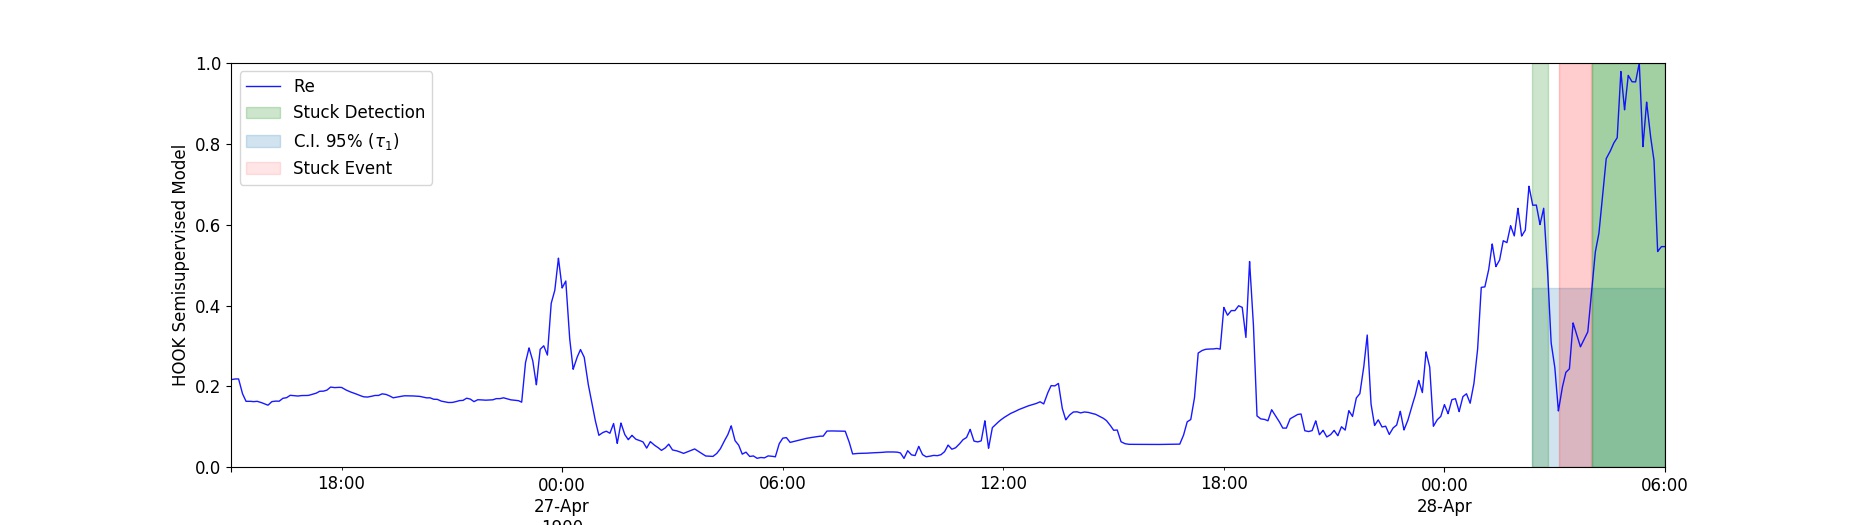 HOOK Semisupervised Model
1.0
0.8
0.6
0.4
0.2
0.0
Re
Stuck Detection
C.I. 95% (τ₁)
Stuck Event
18:00
00:00
27-Apr
1900
06:00
12:00
18:00
00:00
28-Apr
06:00